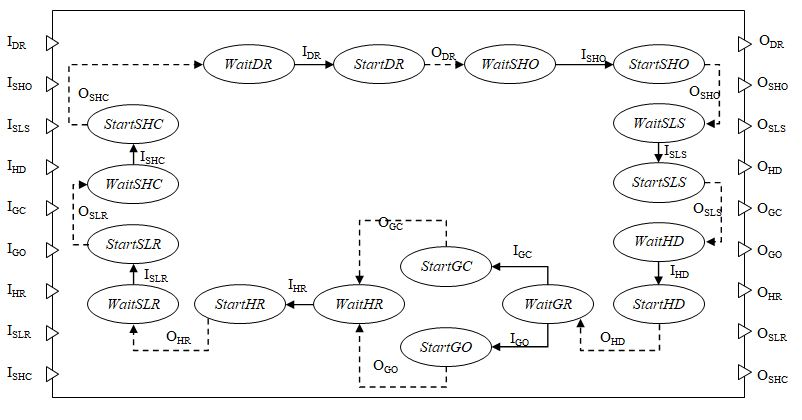 I_DR
I_SHO
I_SLS
I_HD
I_GC
I_GO
I_HR
I_SLR
I_SHC
WaitDR
I_DR
StartDR
O_DR
WaitSHO
I_SHO
StartSHO
O_SHC
O_SHO
StartSHC
WaitSLS
I_SHC
I_SLS
WaitSHC
StartSLS
O_SLR
O_SLS
StartSLR
O_GC
WaitHD
I_SLR
StartGC
I_GC
I_HD
WaitSLR
StartHR
I_HR
WaitHR
WaitGR
StartHD
O_HR
StartGO
I_GO
O_HD
O_GO
O_DR
O_SHO
O_SLS
O_HD
O_GC
O_GO
O_HR
O_SLR
O_SHC